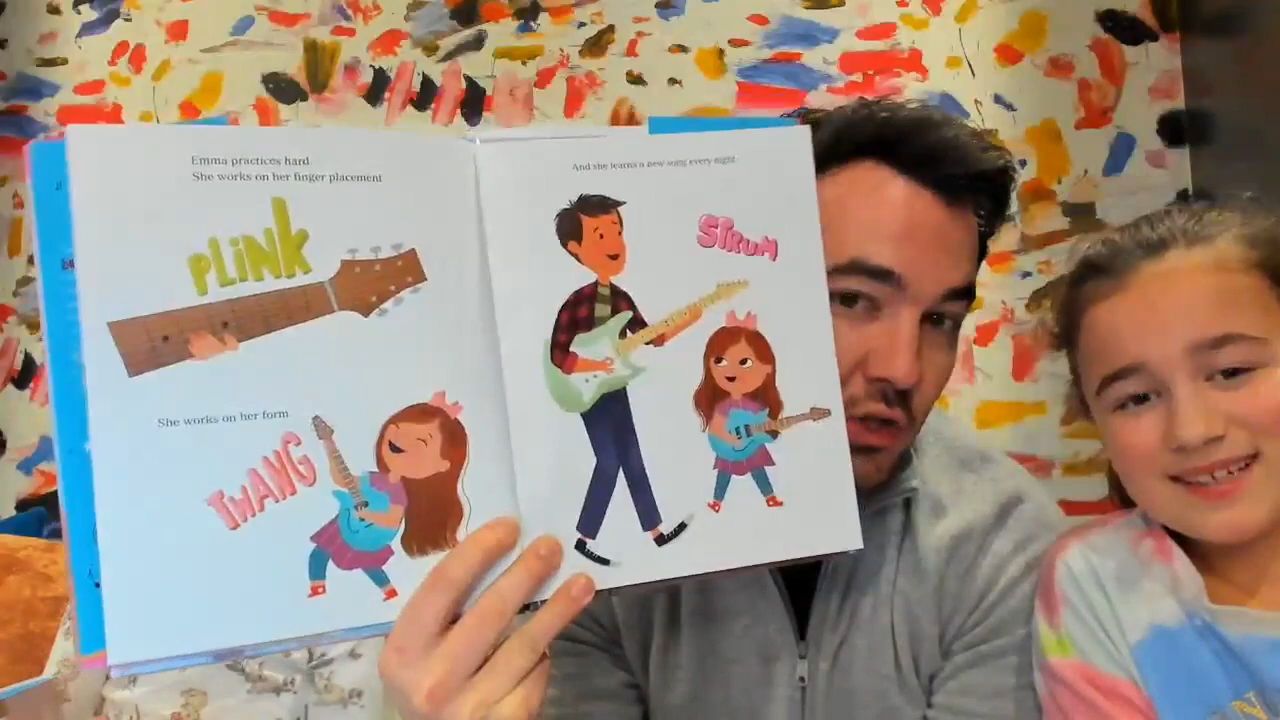 Emma practices hard.
She works on her finger placement
PLiNK
She works on her form.
TWANG
And she learns a new song every night.
STRUM